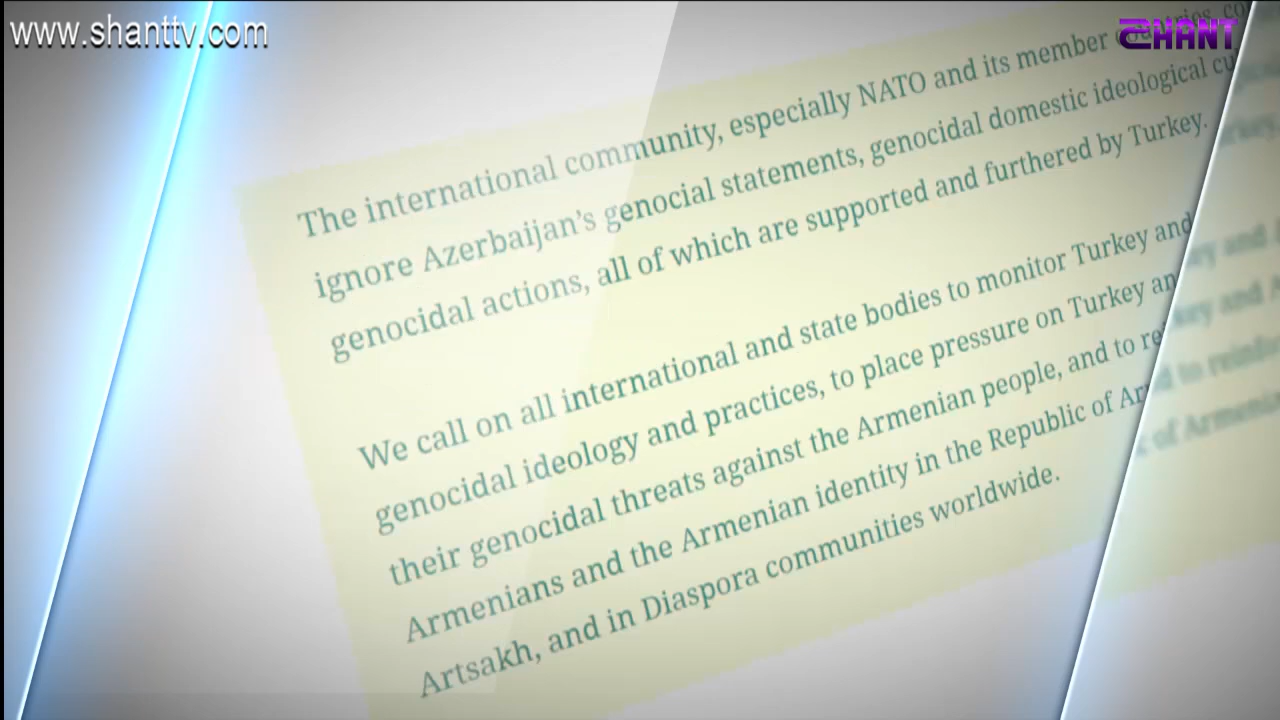 www.shanttv.com
SHANT
The international community, especially NATO and its member countries,
ignore Azerbaijan's genocial statements, genocidal domestic ideological
genocidal actions, all of which are supported and furthered by Turkey.
We call on all international and state bodies to monitor Turkey and
genocidal ideology and practices, to place pressure on Turkey and
their genocidal threats against the Armenian people, and to
Armenians and the Armenian identity in the Republic of
Artsakh, and in Diaspora communities worldwide.